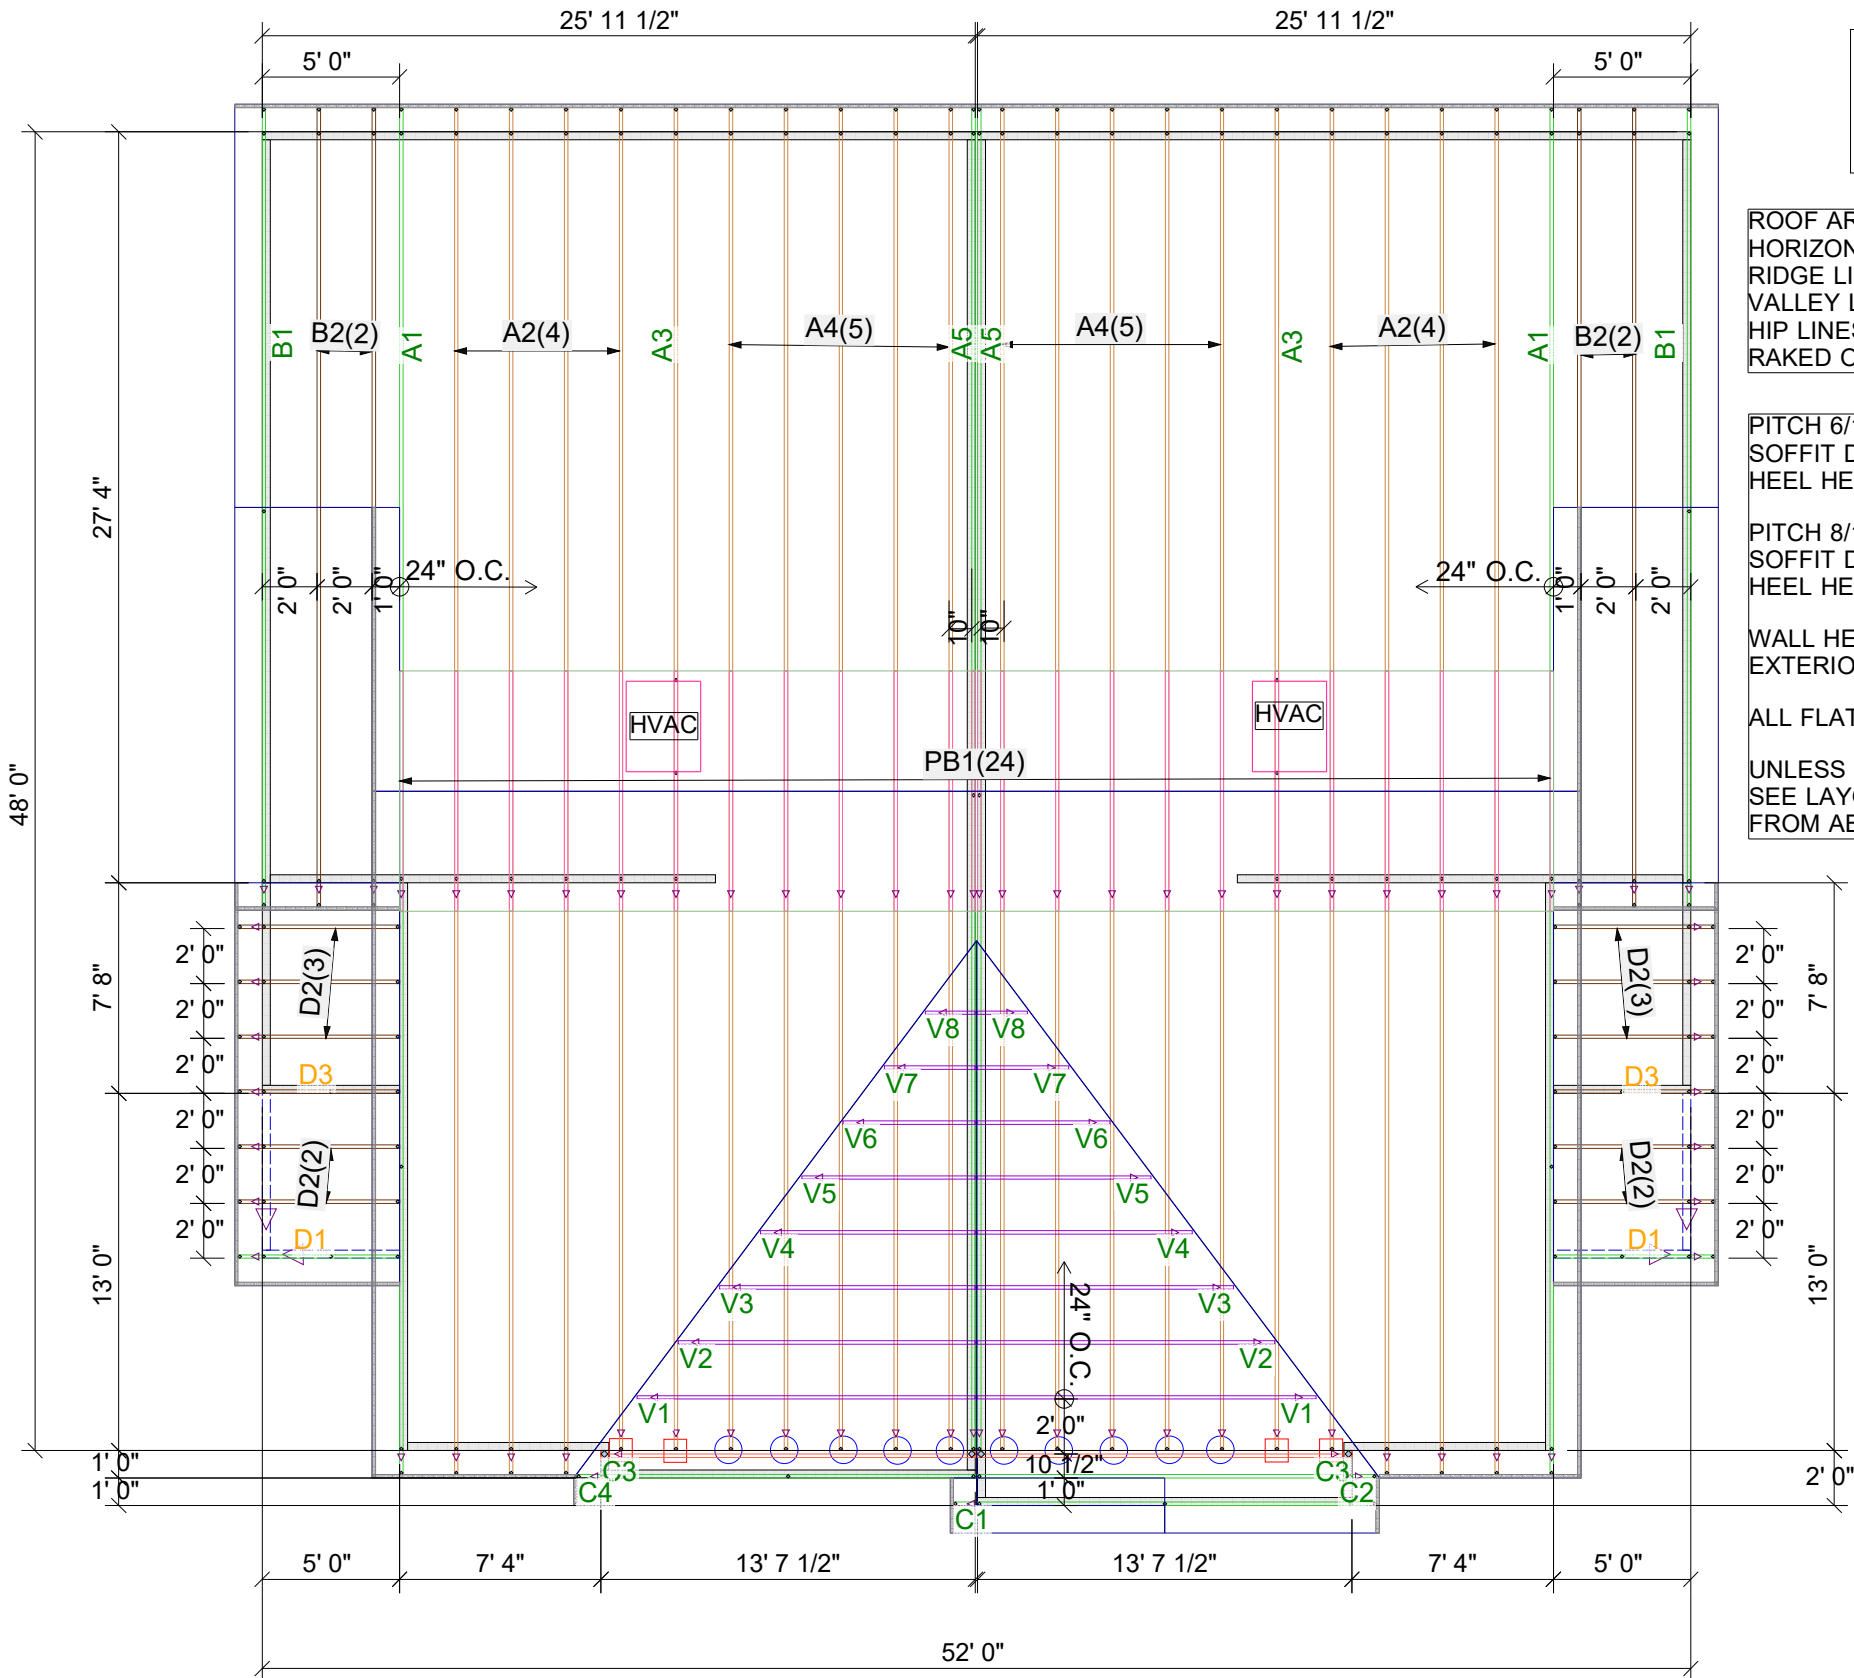 25' 11 1/2" 25' 11 1/2"
5' 0" 5' 0"
ROOF AR
HORIZON
RIDGE LI
VALLEY L
HIP LINES
RAKED O
B1 B2(2) A1 A2(4) A3 A4(5) A5 A5 A4(5) A3 A2(4) A1 B2(2) B1
PITCH 6/1
SOFFIT D
HEEL HE
27' 4"
PITCH 8/1
SOFFIT D
HEEL HE
2' 0" 2' 0" 1' 0" 24" O.C. 24" O.C. 1' 0" 2' 0" 2' 0"
10" 10"
WALL HE
EXTERIO
HVAC HVAC
ALL FLAT
PB1(24)
48' 0"
UNLESS
SEE LAYO
FROM AB
2' 0" D2(3) D2(3) 2' 0"
7' 8" 7' 8"
2' 0" 2' 0"
V8 V8
2' 0" 2' 0"
D3 V7 V7 D3
2' 0" 2' 0"
V6 V6
2' 0" D2(2) D2(2) 2' 0"
V5 V5
2' 0" 2' 0"
D1 V4 V4 D1
13' 0" 13' 0"
V3 24" O.C. V3
V2 V2
V1 2' 0" V1
1' 0" C3 10 1/2" C3 2' 0"
1' 0" C4 1' 0" C2
C1
5' 0" 7' 4" 13' 7 1/2" 13' 7 1/2" 7' 4" 5' 0"
52' 0"